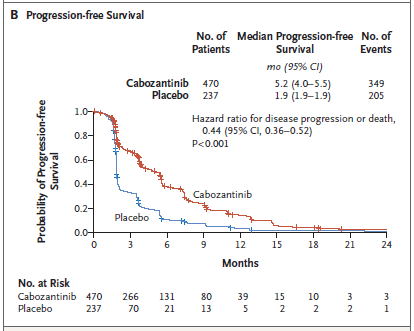 B Progression-free Survival
No. of Median Progression-free No. of
Patients Survival Events
mo (95% CI)
Cabozantinib 470 5.2 (4.0–5.5) 349
Placebo 237 1.9 (1.9–1.9) 205
Hazard ratio for disease progression or death,
0.44 (95% CI, 0.36–0.52)
P<0.001
Probability of Progression-free
Survival
1.0
0.8
0.6
0.4
0.2
0.0
Cabozantinib
Placebo
0 3 6 9 12 15 18 21 24
Months
No. at Risk
Cabozantinib 470 266 131 80 39 15 10 3 3
Placebo 237 70 21 13 5 2 2 2 1